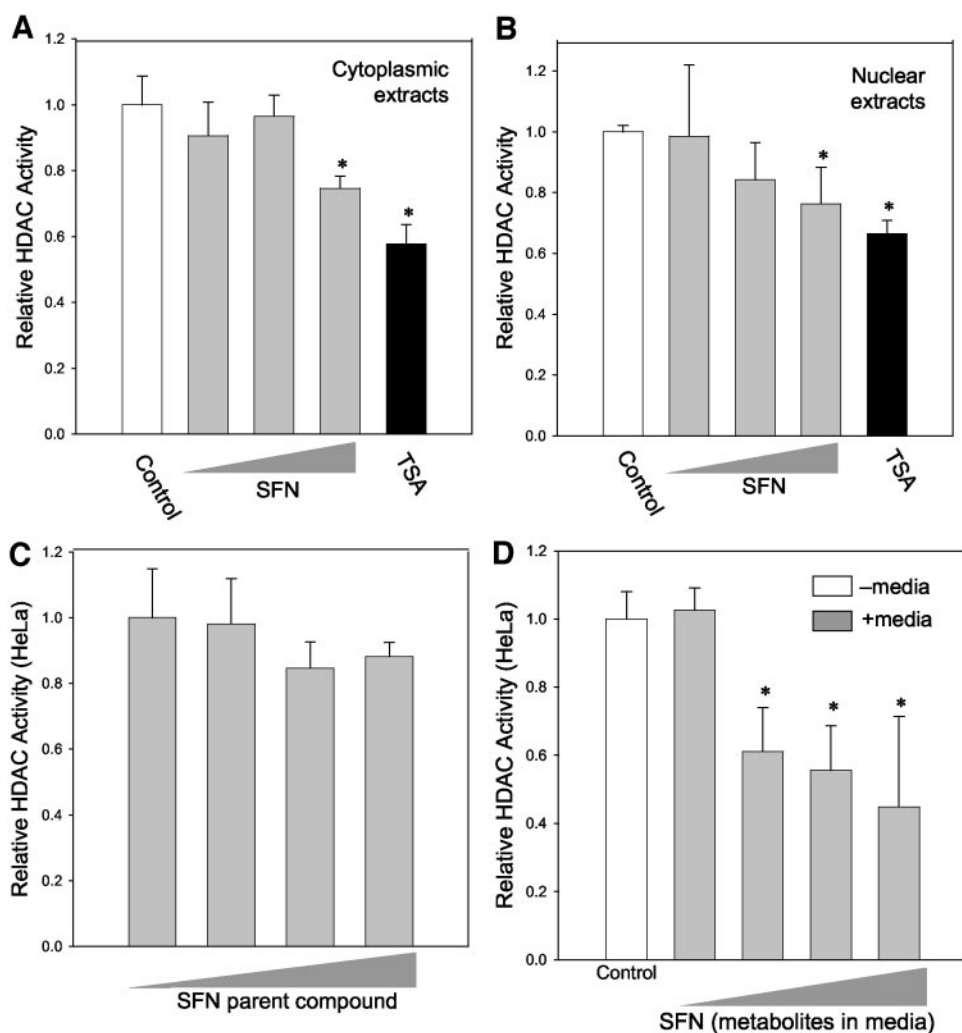 A
Relative HDAC Activity
1.2
1.0
0.8
0.6
0.4
0.2
0.0
Cytoplasmic
extracts
*
*
Control
SFN
TSA
B
Relative HDAC Activity
1.2
1.0
0.8
0.6
0.4
0.2
0.0
Nuclear
extracts
*
*
Control
SFN
TSA
C
Relative HDAC Activity (HeLa)
1.2
1.0
0.8
0.6
0.4
0.2
0.0
SFN parent compound
D
Relative HDAC Activity (HeLa)
1.2
1.0
0.8
0.6
0.4
0.2
0.0
–media
+media
*
*
*
Control
SFN (metabolites in media)